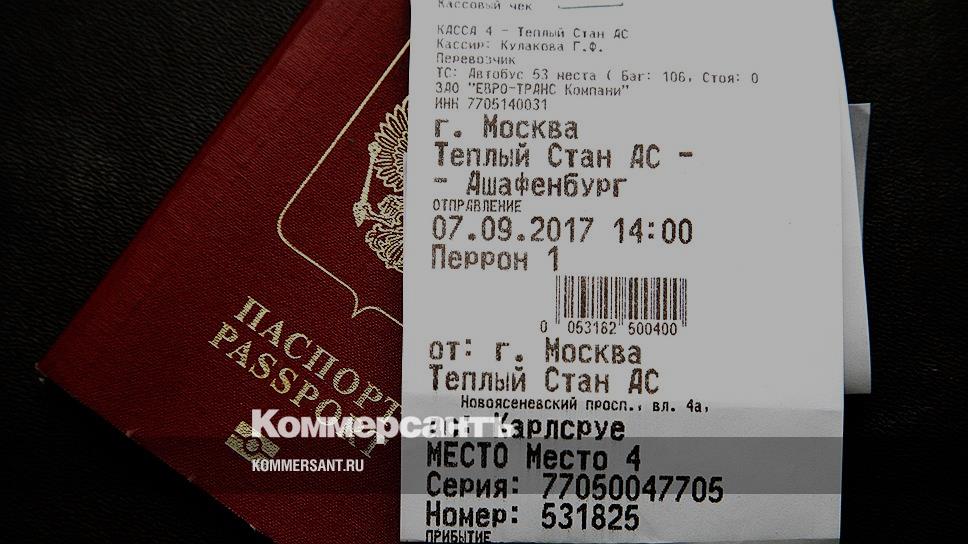 Кассовый чек
КАССА 4 - Теплый Стан АС
Кассир: Кулакова Г.Ф.
Перевозчик
ТС: Автобус 53 места ( Баг: 106, Стоя: 0
ЗАО "ЕВРО-ТРАНС Компани"
ИНН 7705140031
г. Москва
Теплый Стан АС -
- Ашафенбург
ОТПРАВЛЕНИЕ
07.09.2017 14:00
Перрон 1
0 053182 500400
от: г. Москва
Теплый Стан АС
Новоясеневский просп., вл. 4а,
Карлсруе
МЕСТО Место 4
Серия: 77050047705
Номер: 531825
ПРИБЫТИЕ
ПАСПОРТ
PASSPORT
Коммерсантъ
KOMMERSANT.RU